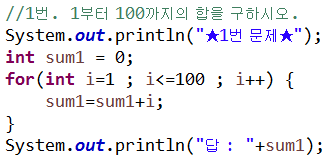 //1번. 1부터 100까지의 합을 구하시오.
System.out.println("★1번 문제★");
int sum1 = 0;
for(int i=1 ; i<=100 ; i++) {
    sum1=sum1+i;
}
System.out.println("답 : "+sum1);